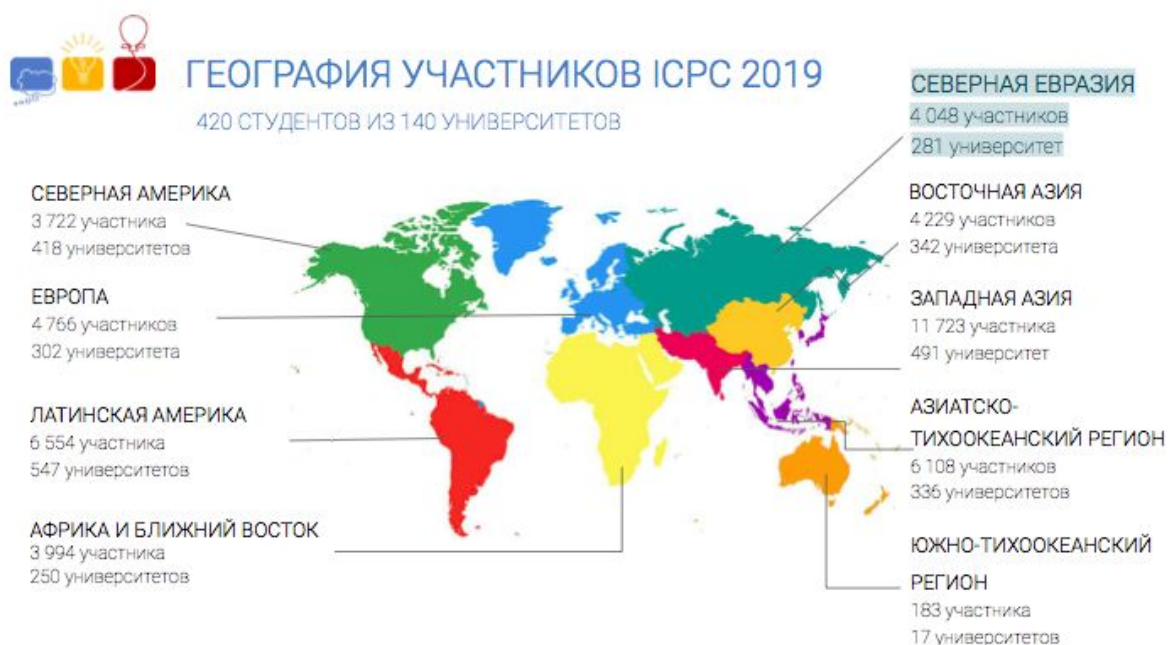 ГЕОГРАФИЯ УЧАСТНИКОВ ICPC 2019
420 СТУДЕНТОВ ИЗ 140 УНИВЕРСИТЕТОВ
СЕВЕРНАЯ АМЕРИКА
3 722 участника
418 университетов
ЕВРОПА
4 766 участников
302 университета
ЛАТИНСКАЯ АМЕРИКА
6 554 участника
547 университетов
АФРИКА И БЛИЖНИЙ ВОСТОК
3 994 участника
250 университетов
СЕВЕРНАЯ ЕВРАЗИЯ
4 048 участников
281 университет
ВОСТОЧНАЯ АЗИЯ
4 229 участников
342 университета
ЗАПАДНАЯ АЗИЯ
11 723 участника
491 университет
АЗИАТСКО-
ТИХООКЕАНСКИЙ РЕГИОН
6 108 участников
336 университетов
ЮЖНО-ТИХООКЕАНСКИЙ
РЕГИОН
183 участника
17 университетов